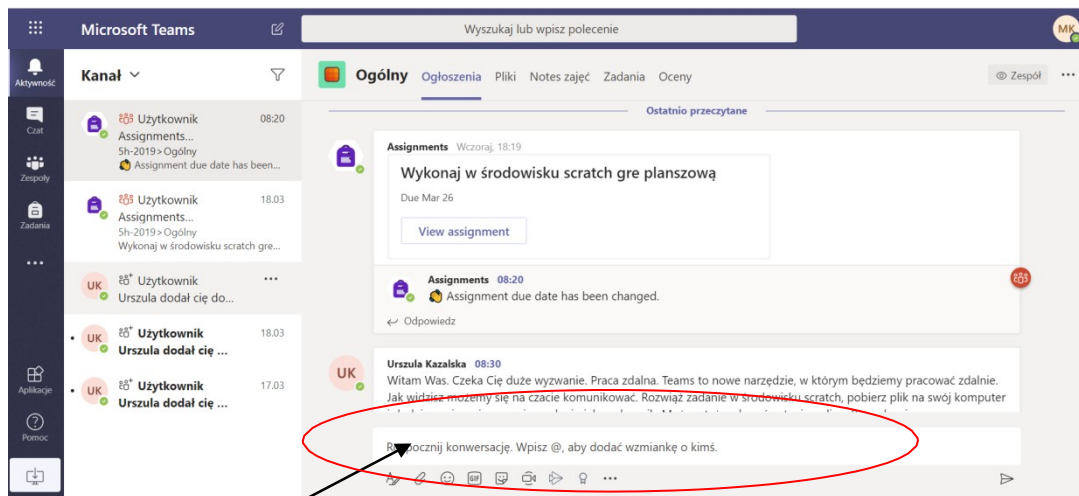 Microsoft Teams
Wyszukaj lub wpisz polecenie
MK
Aktywność
Czat
Zespoły
Zadania
Aplikacje
Pomoc
Kanał
Użytkownik 08:20
Assignments...
5h-2019>Ogólny
Assignment due date has been...
Użytkownik 18.03
Assignments...
5h-2019>Ogólny
Wykonaj w środowisku scratch gre...
UK Użytkownik
Urszula dodał cię do...
UK Użytkownik 18.03
Urszula dodał cię ...
UK Użytkownik 17.03
Urszula dodał cię ...
Ogólny Ogłoszenia Pliki Notes zajęć Zadania Oceny Zespół
Ostatnio przeczytane
Assignments Wczoraj, 18:19
Wykonaj w środowisku scratch gre planszową
Due Mar 26
View assignment
Assignments 08:20
Assignment due date has been changed.
Odpowiedz
UK
Urszula Kazalska 08:30
Witam Was. Czeka Cię duże wyzwanie. Praca zdalna. Teams to nowe narzędzie, w którym będziemy pracować zdalnie.
Jak widzisz możemy się na czacie komunikować. Rozwiąż zadanie w środowisku scratch, pobierz plik na swój komputer
Rozpocznij konwersację. Wpisz @, aby dodać wzmiankę o kimś.
GIF